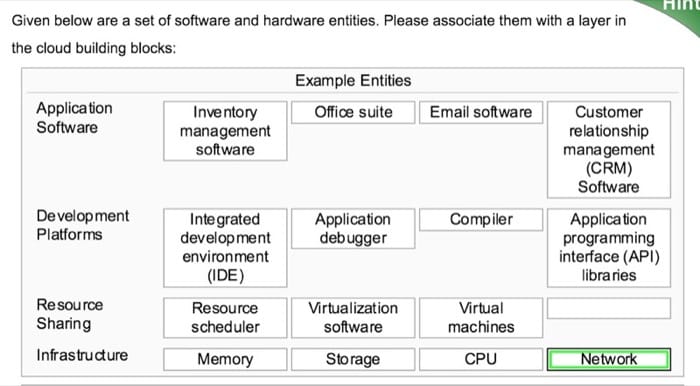 Hint
Given below are a set of software and hardware entities. Please associate them with a layer in
the cloud building blocks:
Example Entities
Application
Software
Inventory
management
software
Office suite
Email software
Customer
relationship
management
(CRM)
Software
Development
Platforms
Integrated
development
environment
(IDE)
Application
debugger
Compiler
Application
programming
interface (API)
libraries
Resource
Sharing
Resource
scheduler
Virtualization
software
Virtual
machines
Infrastructure
Memory
Storage
CPU
Network